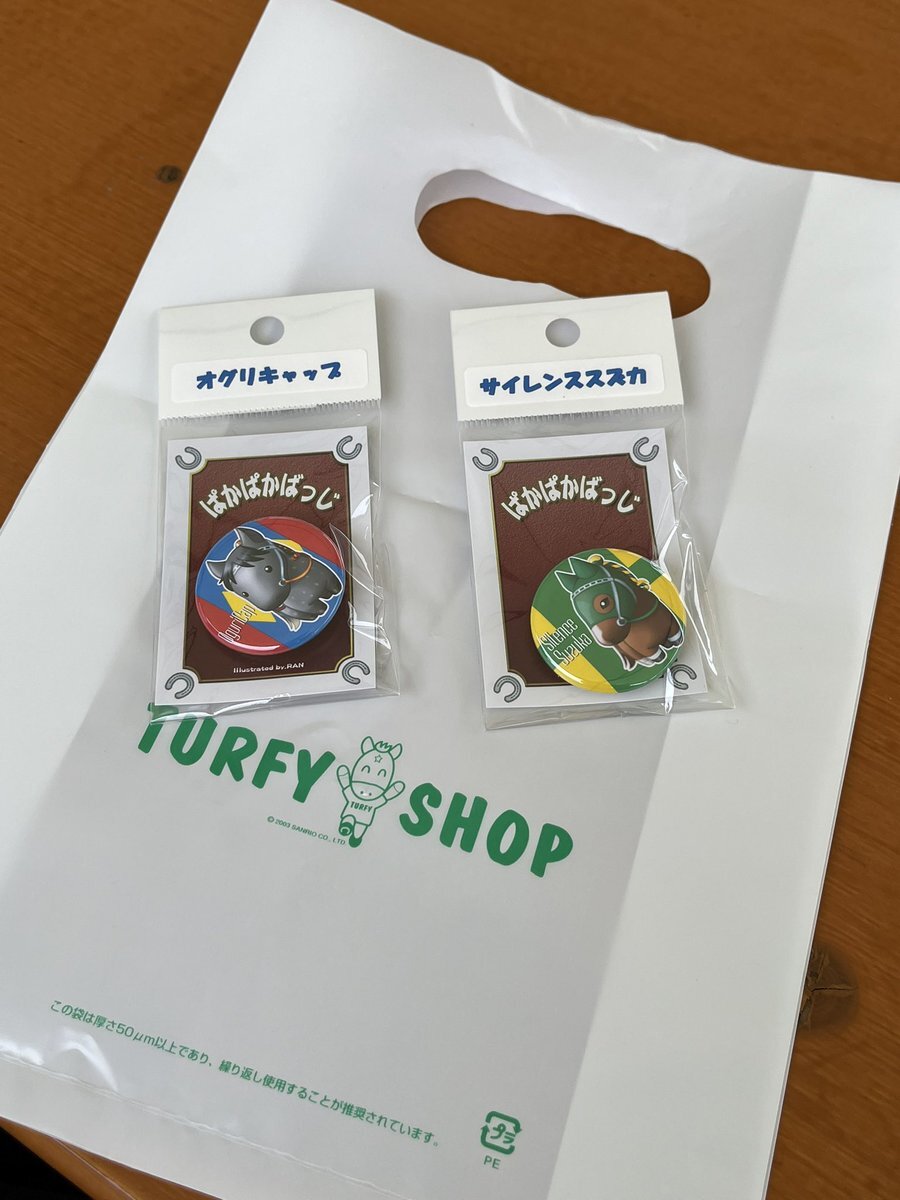 オグリキャップ
ぱかぱかばっじ
OguriCap
Illustrated by.RAN
サイレンススズカ
ぱかぱかばっじ
Silence
Suzuka
TURFY SHOP
TURFY
© 2003 SANRIO CO., LTD.
この袋は厚さ50μm以上であり、繰り返し使用することが推奨されています。
プラ
PE